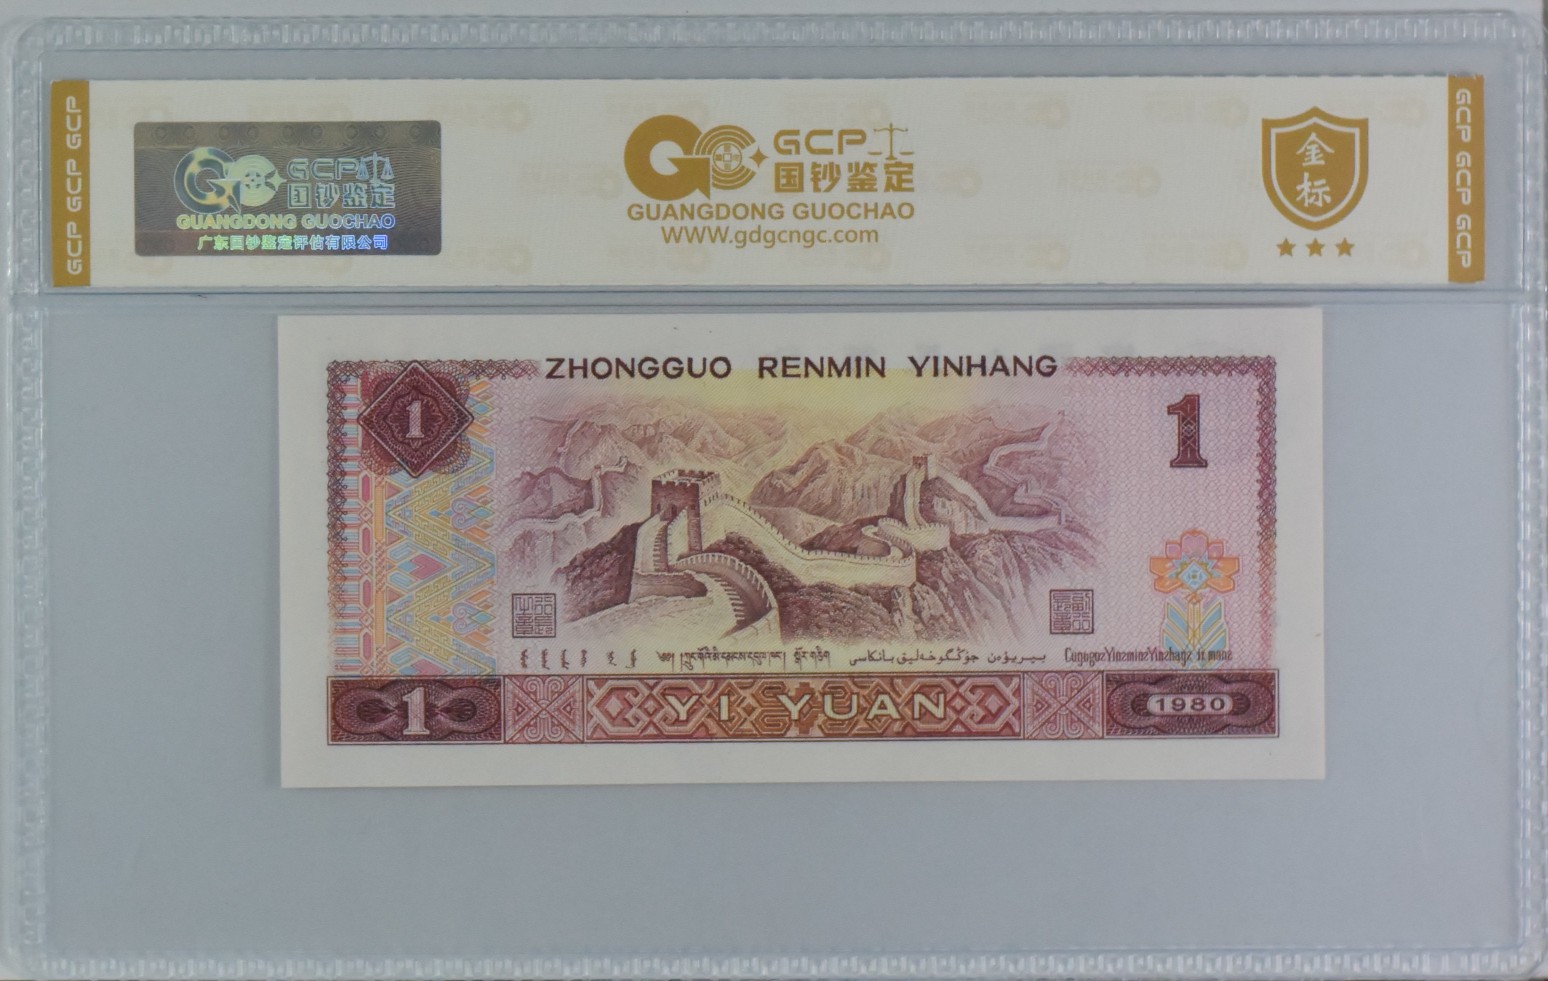 GCP GCP GCP
GCP
国钞鉴定
GUANGDONG GUOCHAO
广东国钞鉴定评估有限公司
GCP
国钞鉴定
GUANGDONG GUOCHAO
WWW.gdgcngc.com
金标
GCP GCP GCP
ZHONGGUO RENMIN YINHANG
1
1
YI YUAN
1
1980